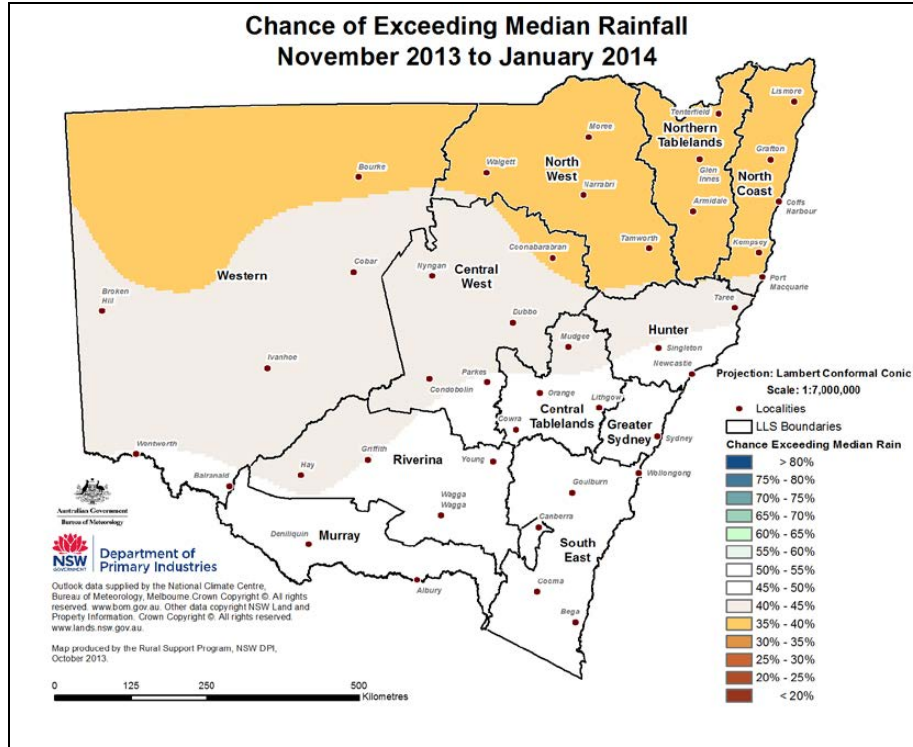 Chance of Exceeding Median Rainfall
November 2013 to January 2014
Lismore
Tenterfield
Northern
Tablelands
Moree
North
West
Walgett
Bourke
Glen
Innes
Grafton
North
Coast
Narrabri
Armidale
Coffs
Harbour
Coonabarabran
Tamworth
Kempsey
Port
Macquarie
Western
Cobar
Nyngan
Central
West
Broken
Hill
Taree
Dubbo
Hunter
Mudgee
Singleton
Newcastle
Ivanhoe
Parkes
Condobolin
Orange
Lithgow
Central
Tablelands
Cowra
Greater
Sydney
Sydney
Wentworth
Griffith
Hay
Riverina
Young
Balranald
Wollongong
Goulburn
Wagga
Wagga
Canberra
Deniliquin
Murray
South
East
Albury
Cooma
Bega
Projection: Lambert Conformal Conic
Scale: 1:7,000,000
Localities
LLS Boundaries
Chance Exceeding Median Rain
> 80%
75% - 80%
70% - 75%
65% - 70%
60% - 65%
55% - 60%
50% - 55%
45% - 50%
40% - 45%
35% - 40%
30% - 35%
25% - 30%
20% - 25%
< 20%
Australian Government
Bureau of Meteorology
NSW
GOVERNMENT
Department of
Primary Industries
Outlook data supplied by the National Climate Centre,
Bureau of Meteorology, Melbourne.Crown Copyright ©. All rights
reserved. www.bom.gov.au. Other data copyright NSW Land and
Property Information. Crown Copyright ©. All rights reserved.
www.lands.nsw.gov.au.
Map produced by the Rural Support Program, NSW DPI,
October 2013.
0 125 250 500
Kilometres